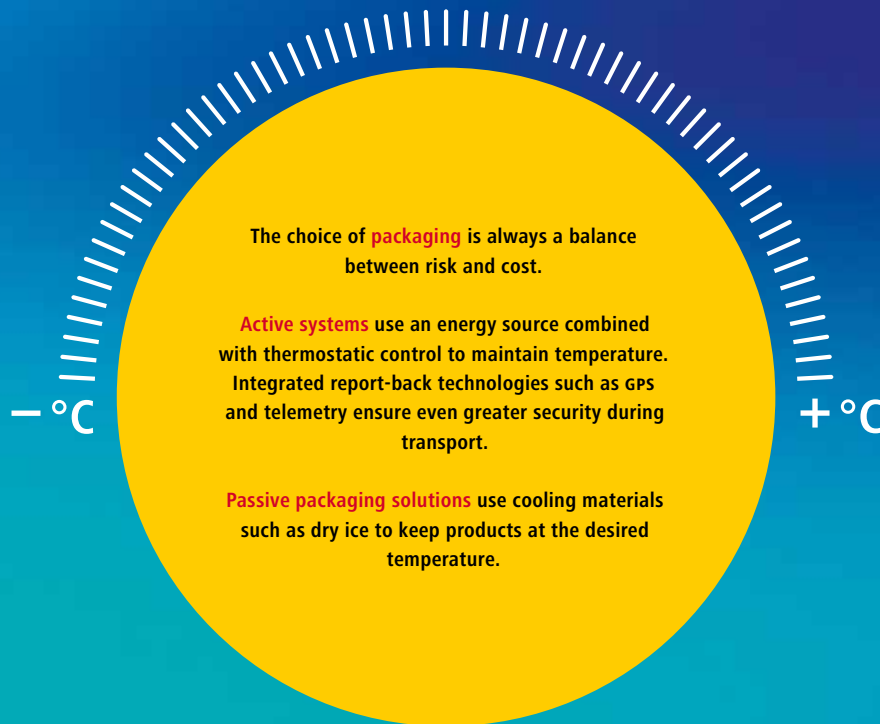 The choice of packaging is always a balance
between risk and cost.
Active systems use an energy source combined
with thermostatic control to maintain temperature.
Integrated report-back technologies such as GPS
and telemetry ensure even greater security during
transport.
– °C
+ °C
Passive packaging solutions use cooling materials
such as dry ice to keep products at the desired
temperature.